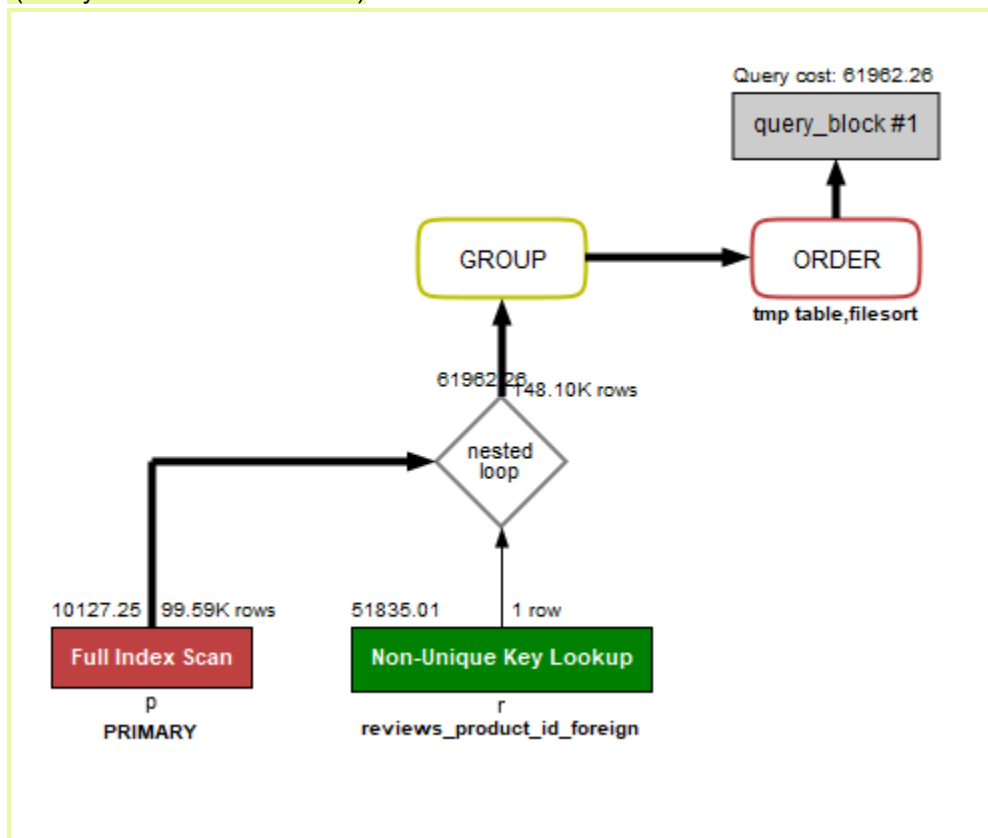 Query cost: 61962.26
query_block #1
GROUP
ORDER
tmp table,filesort
61962.26
148.10K rows
nested
loop
10127.25
99.59K rows
51835.01
1 row
Full Index Scan
Non-Unique Key Lookup
p
r
PRIMARY
reviews_product_id_foreign